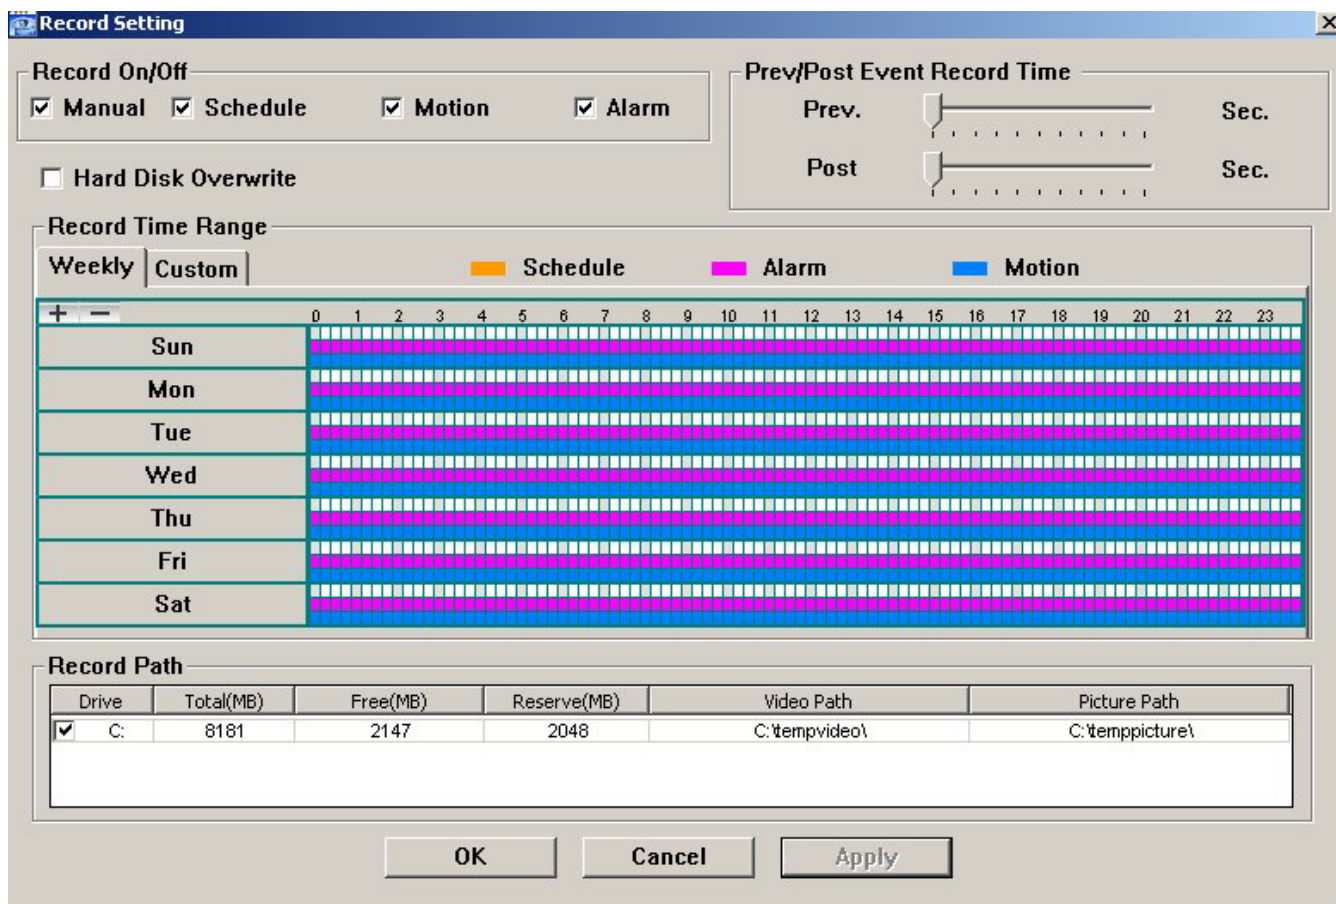 Record Setting
Record On/Off
Manual Schedule Motion Alarm
Prev/Post Event Record Time
Prev. Sec.
Post Sec.
Hard Disk Overwrite
Record Time Range
Weekly Custom Schedule Alarm Motion
+ − 0 1 2 3 4 5 6 7 8 9 10 11 12 13 14 15 16 17 18 19 20 21 22 23
Sun
Mon
Tue
Wed
Thu
Fri
Sat
Record Path
Drive Total(MB) Free(MB) Reserve(MB) Video Path Picture Path
C: 8181 2147 2048 C:\tempvideo\ C:\temppicture\
OK Cancel Apply